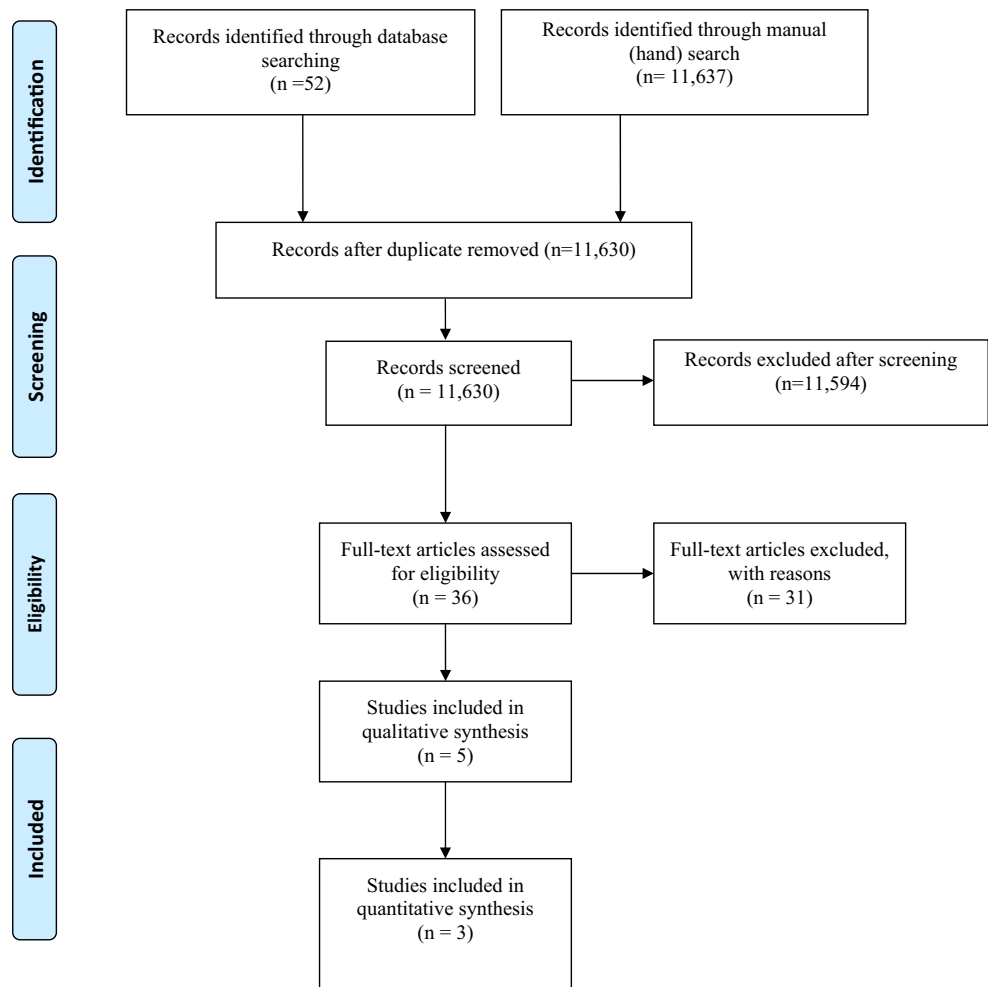 Identification
Records identified through database
searching
(n =52)
Records identified through manual
(hand) search
(n= 11,637)
Records after duplicate removed (n=11,630)
Screening
Records screened
(n = 11,630)
Records excluded after screening
(n=11,594)
Eligibility
Full-text articles assessed
for eligibility
(n = 36)
Full-text articles excluded,
with reasons
(n = 31)
Studies included in
qualitative synthesis
(n = 5)
Included
Studies included in
quantitative synthesis
(n = 3)